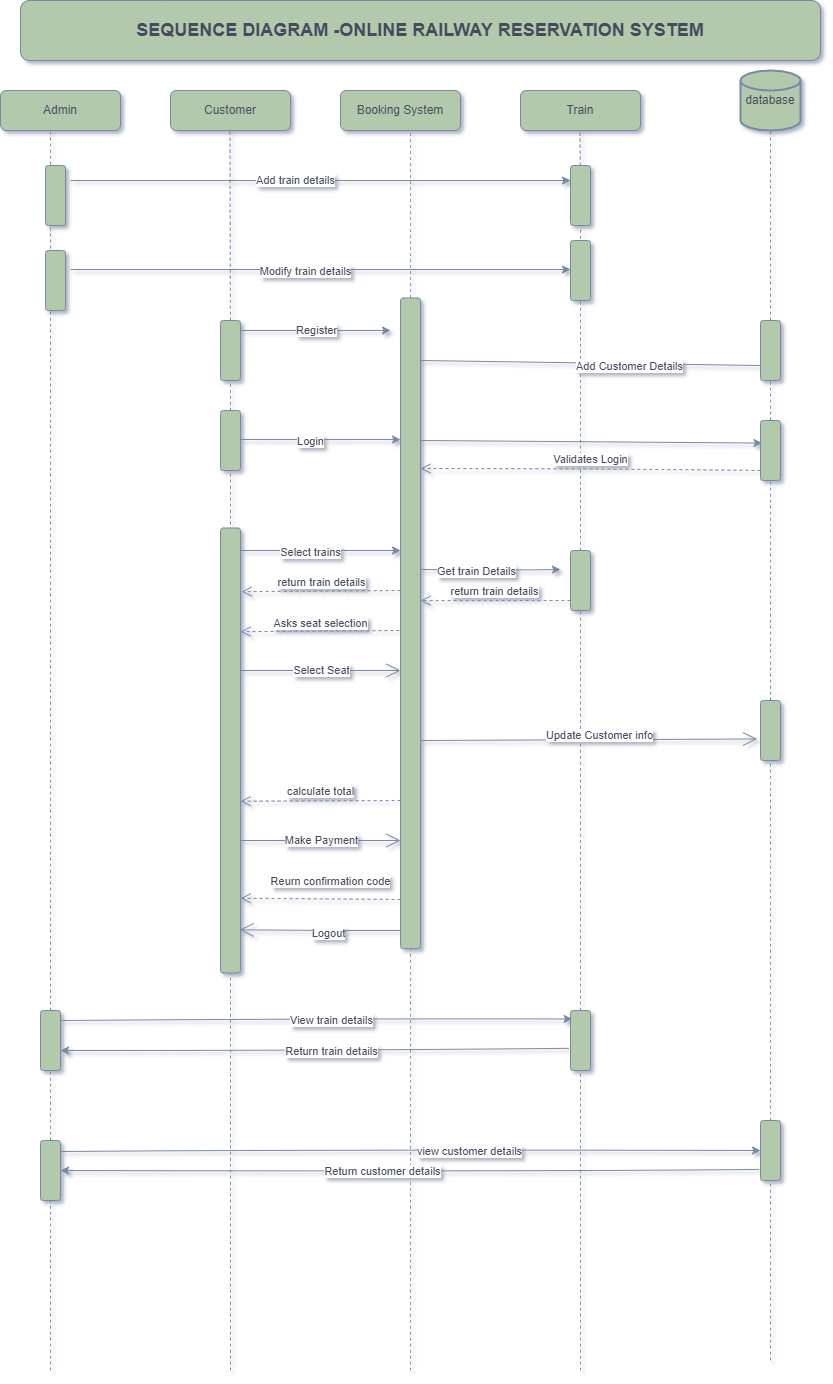 SEQUENCE DIAGRAM -ONLINE RAILWAY RESERVATION SYSTEM
Admin
Customer
Booking System
Train
database
Add train details
Modify train details
Register
Add Customer Details
Login
Validates Login
Select trains
Get train Details
return train details
return train details
Asks seat selection
Select Seat
Update Customer info
calculate total
Make Payment
Reurn confirmation code
Logout
View train details
Return train details
view customer details
Return customer details